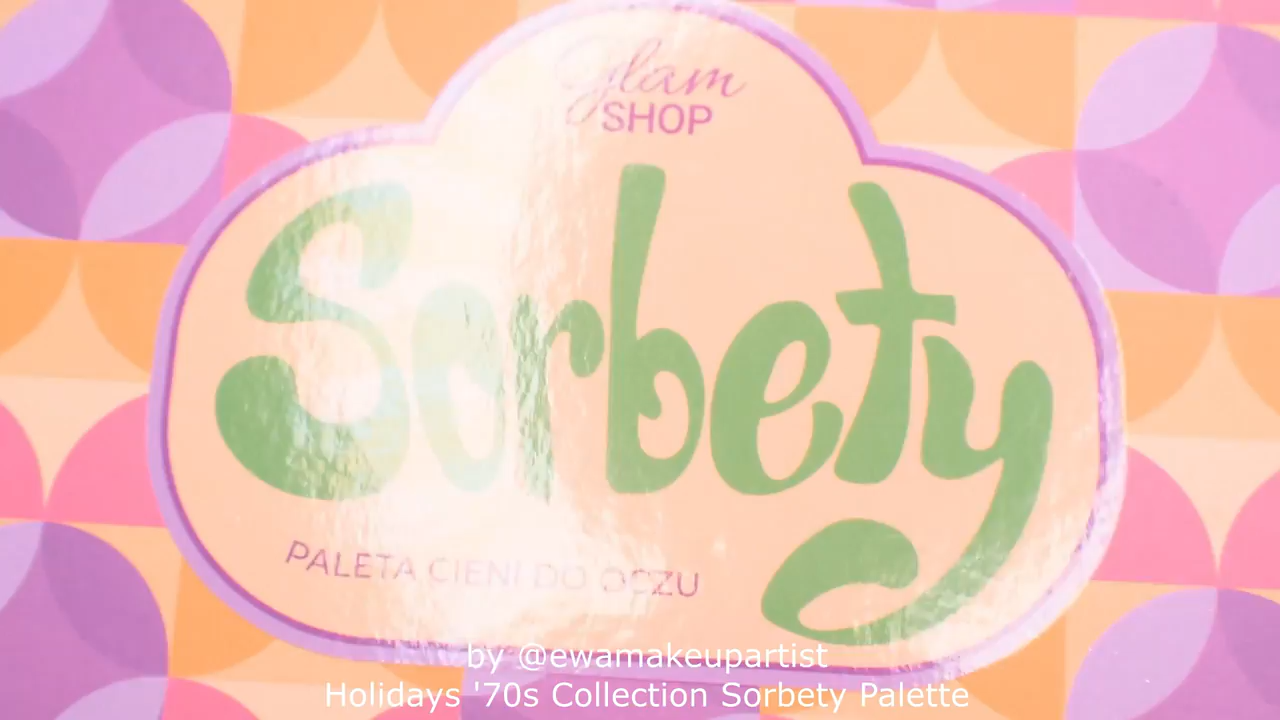 Glam
SHOP
Sorbety
PALETA CIENI DO OCZU
by @ewamakeupartist
Holidays '70s Collection Sorbety Palette